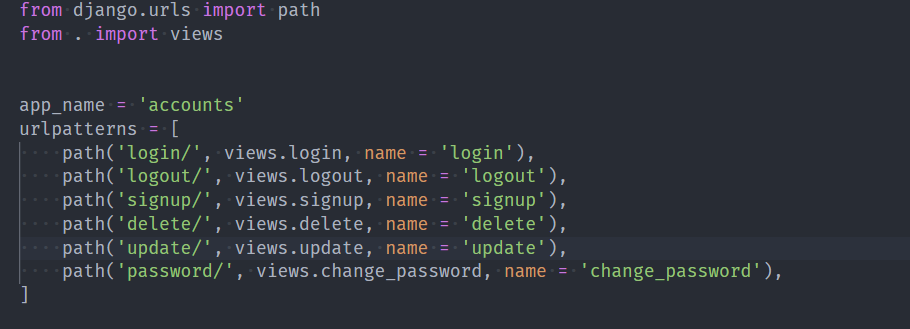 from django.urls import path
from . import views
app_name = 'accounts'
urlpatterns = [
    path('login/', views.login, name = 'login'),
    path('logout/', views.logout, name = 'logout'),
    path('signup/', views.signup, name = 'signup'),
    path('delete/', views.delete, name = 'delete'),
    path('update/', views.update, name = 'update'),
    path('password/', views.change_password, name = 'change_password'),
]